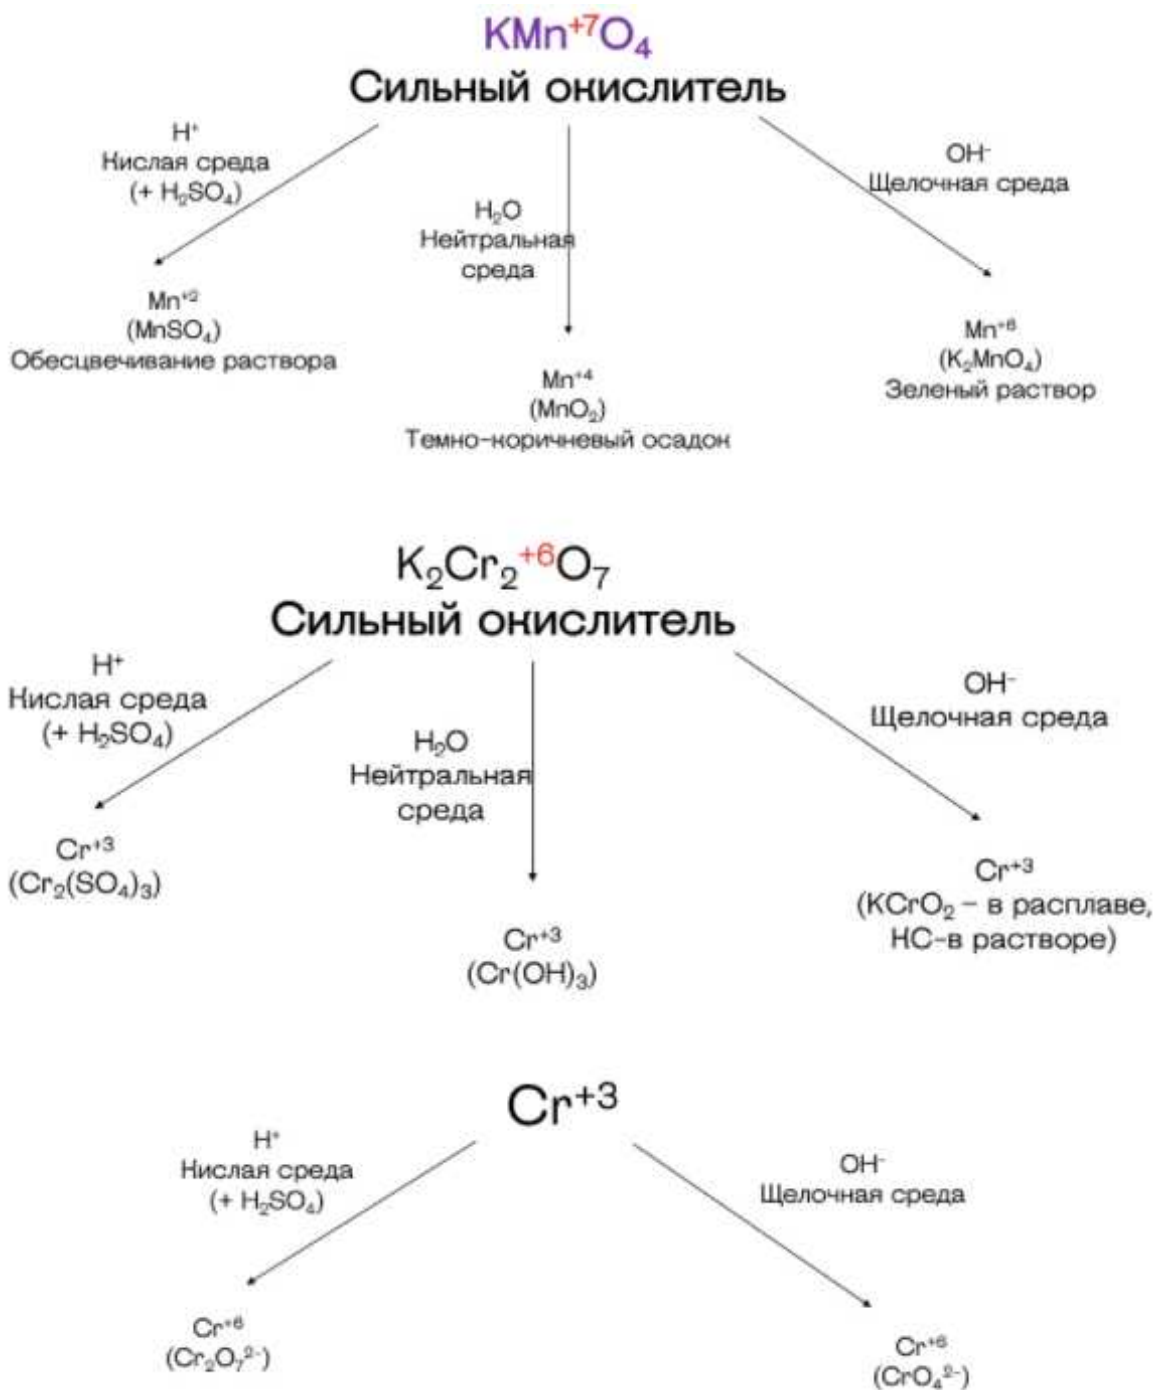 KMn⁺⁷O₄
Сильный окислитель
H⁺
Кислая среда
(+ H₂SO₄)
H₂O
Нейтральная
среда
OH⁻
Щелочная среда
Mn⁺²
(MnSO₄)
Обесцвечивание раствора
Mn⁺⁴
(MnO₂)
Темно-коричневый осадок
Mn⁺⁶
(K₂MnO₄)
Зеленый раствор
K₂Cr₂⁺⁶O₇
Сильный окислитель
H⁺
Кислая среда
(+ H₂SO₄)
H₂O
Нейтральная
среда
OH⁻
Щелочная среда
Cr⁺³
(Cr₂(SO₄)₃)
Cr⁺³
(Cr(OH)₃)
Cr⁺³
(KCrO₂ – в расплаве,
НС-в растворе)
Cr⁺³
H⁺
Кислая среда
(+ H₂SO₄)
OH⁻
Щелочная среда
Cr⁺⁶
(Cr₂O₇²⁻)
Cr⁺⁶
(CrO₄²⁻)